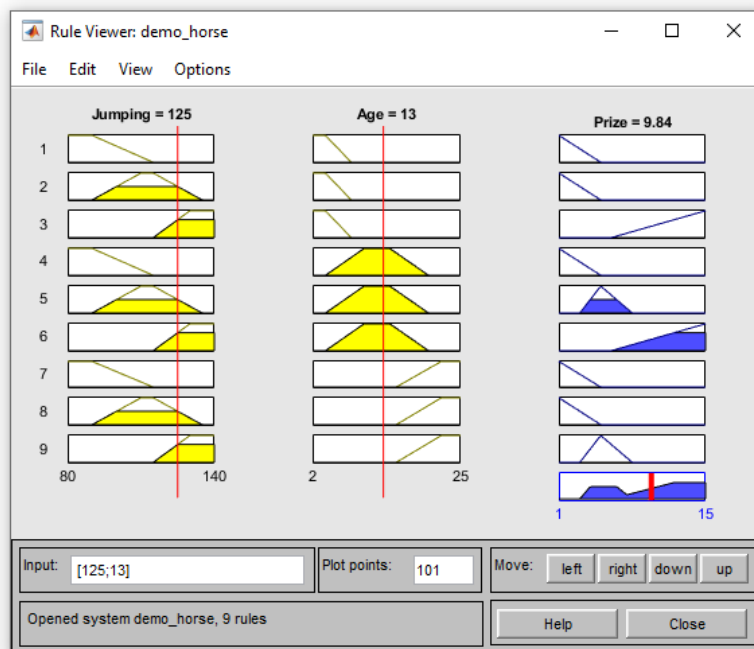 Rule Viewer: demo_horse
File Edit View Options
Jumping = 125 Age = 13 Prize = 9.84
1
2
3
4
5
6
7
8
9
80 140 2 25
1 15
Input: [125;13] Plot points: 101 Move: left right down up
Opened system demo_horse, 9 rules Help Close